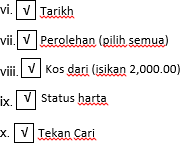 vi. √ Tarikh
vii. √ Perolehan (pilih semua)
viii. √ Kos dari (isikan 2,000.00)
ix. √ Status harta
x. √ Tekan Cari